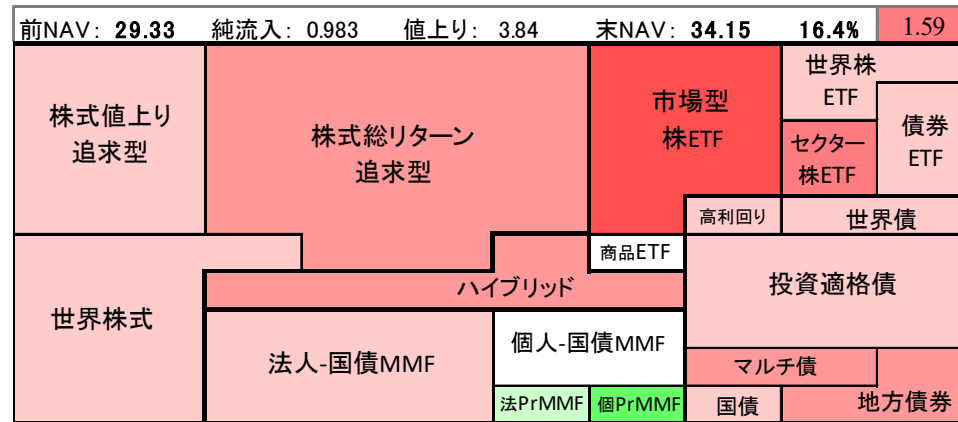 前NAV: 29.33 純流入: 0.983 値上り: 3.84 末NAV: 34.15 16.4% 1.59
株式値上り
追求型
株式総リターン
追求型
市場型
株ETF
世界株
ETF
セクター
株ETF
債券
ETF
高利回り
世界債
商品ETF
世界株式
ハイブリッド
投資適格債
法人-国債MMF
個人-国債MMF
マルチ債
法PrMMF
個PrMMF
国債
地方債券